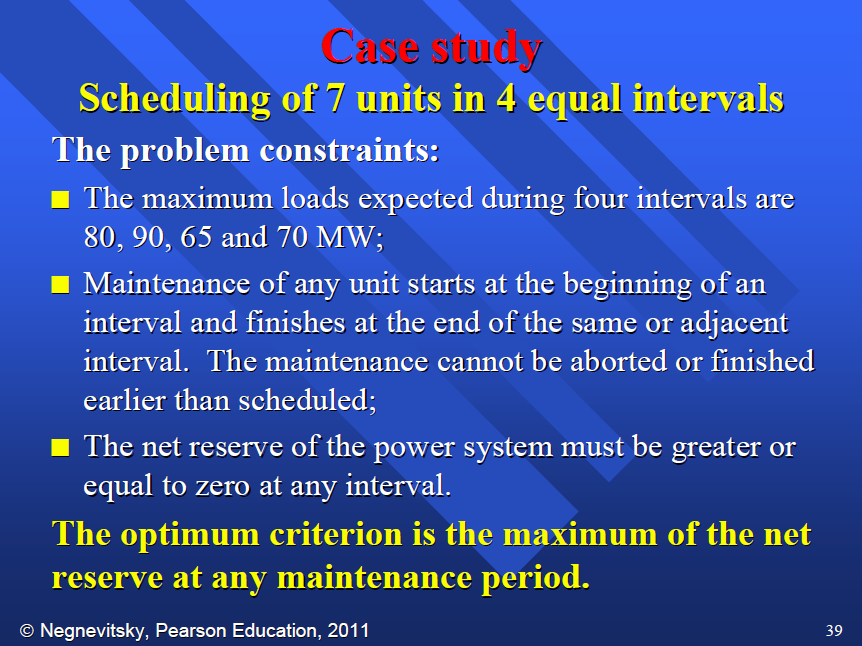 Case study
Scheduling of 7 units in 4 equal intervals
The problem constraints:
The maximum loads expected during four intervals are
80, 90, 65 and 70 MW;
Maintenance of any unit starts at the beginning of an
interval and finishes at the end of the same or adjacent
interval. The maintenance cannot be aborted or finished
earlier than scheduled;
The net reserve of the power system must be greater or
equal to zero at any interval.
The optimum criterion is the maximum of the net
reserve at any maintenance period.
© Negnevitsky, Pearson Education, 2011
39